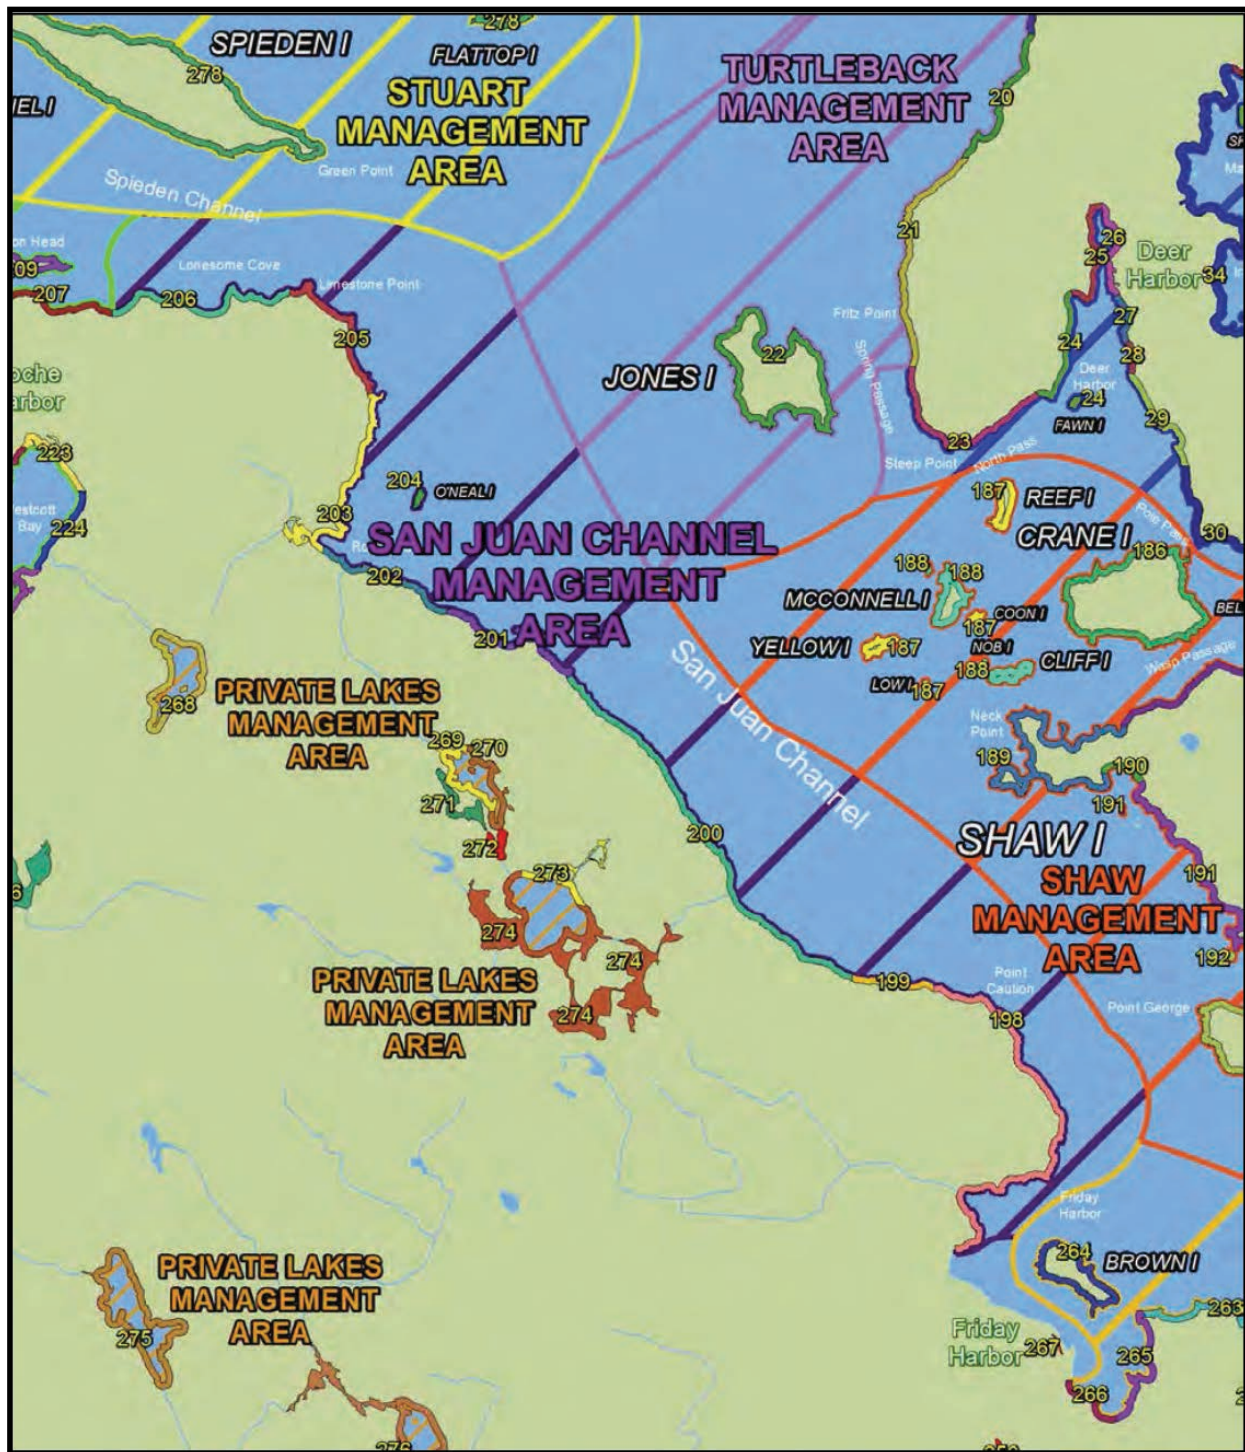 278
SPIEDEN I
FLATTOP I
278
STUART
MANAGEMENT
AREA
TURTLEBACK
MANAGEMENT
AREA
20
Green Point
Spieden Channel
21
26
25
Deer
Harbor
34
Lonesome Cove
Limestone Point
207
206
205
Fritz Point
Spring Passage
27
28
24
Deer
Harbor
24
FAWN I
29
22
JONES I
23
Steep Point
North Pass
223
224
204
O'NEAL I
203
187
REEF I
CRANE I
Pole Pass
30
186
SAN JUAN CHANNEL
MANAGEMENT
AREA
202
201
188
188
MCCONNELL I
COON I
187
YELLOW I
187
NOB I
188
CLIFF I
LOW I
187
Wasp Passage
San Juan Channel
Neck
Point
189
190
191
268
PRIVATE LAKES
MANAGEMENT
AREA
269
270
271
272
273
274
274
274
200
SHAW I
SHAW
MANAGEMENT
AREA
191
192
PRIVATE LAKES
MANAGEMENT
AREA
199
Point
Caution
198
Point George
PRIVATE LAKES
MANAGEMENT
AREA
275
276
Friday
Harbor
264
BROWN I
263
Friday
Harbor
267
265
266